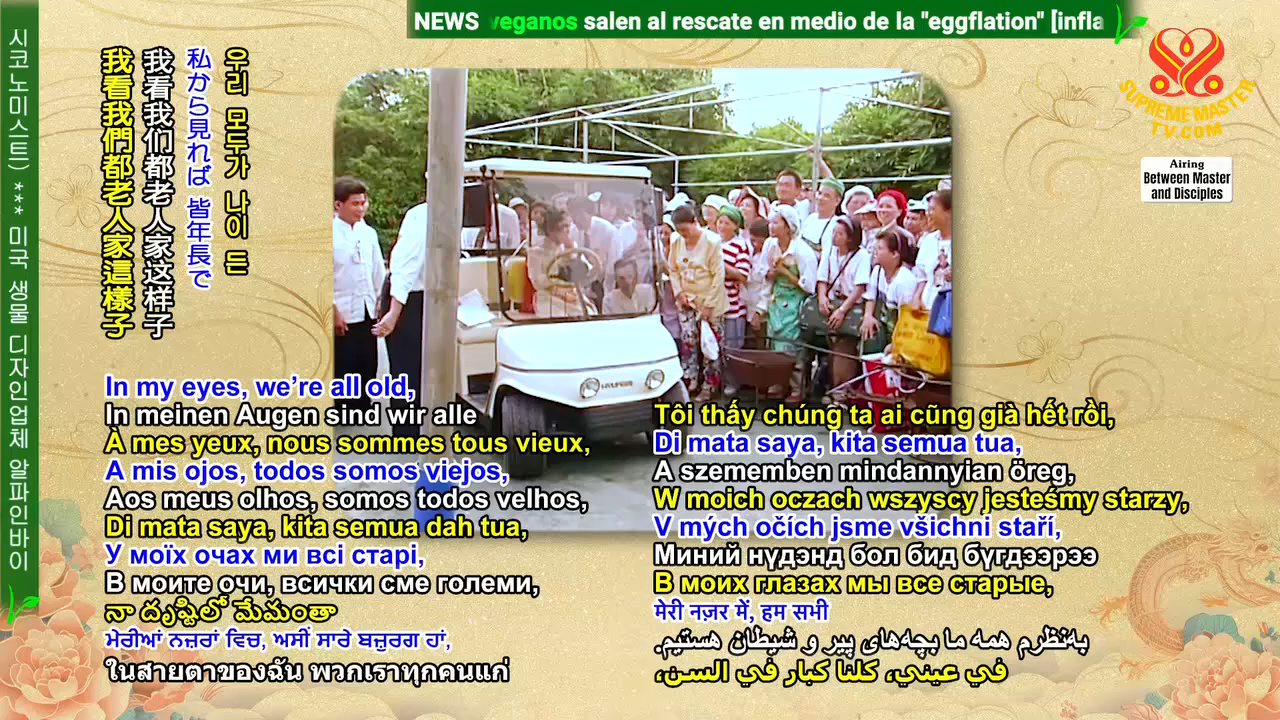 NEWS veganos salen al rescate en medio de la "eggflation" [infla
SUPREME MASTER
TV.COM
Airing
Between Master
and Disciples
시코노미스트) *** 미국 생물 디자인업체 알파인바이
우리 모두가 나이 든
私から見れば 皆年長で
我看我们都老人家这样子
我看我們都老人家這樣子
In my eyes, we're all old,
In meinen Augen sind wir alle
À mes yeux, nous sommes tous vieux,
A mis ojos, todos somos viejos,
Aos meus olhos, somos todos velhos,
Di mata saya, kita semua dah tua,
У моїх очах ми всі старі,
В моите очи, всички сме големи,
నా దృష్టిలో మేమంతా
ਮੇਰੀਆਂ ਨਜ਼ਰਾਂ ਵਿਚ, ਅਸੀਂ ਸਾਰੇ ਬਜ਼ੁਰਗ ਹਾਂ,
ในสายตาของฉัน พวกเราทุกคนแก่
Tôi thấy chúng ta ai cũng già hết rồi,
Di mata saya, kita semua tua,
A szememben mindannyian öreg,
W moich oczach wszyscy jesteśmy starzy,
V mých očích jsme všichni staří,
Миний нүдэнд бол бид бүгдээрээ
В моих глазах мы все старые,
मेरी नज़र में, हम सभी
به‌نظرم همه ما بچه‌های پیر و شیطان هستیم.
في عيني، كلنا كبار في السن،
HYUNDAI